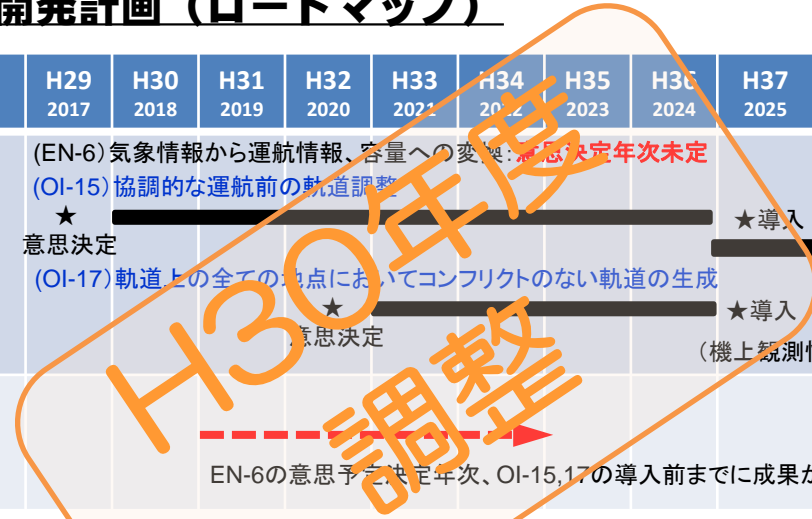 開発計画（ロードマップ）
H29 H30 H31 H32 H33 H34 H35 H36 H37
2017 2018 2019 2020 2021 2022 2023 2024 2025
(EN-6)気象情報から運航情報、容量への変換：意思決定年次未定
(OI-15)協調的な運航前の軌道調整
★ ★導入
意思決定
(OI-17)軌道上の全ての地点においてコンフリクトのない軌道の生成
★ ★導入
意思決定
（機上観測情
EN-6の意思予定決定年次、OI-15,17の導入前までに成果が
H30年度
調整